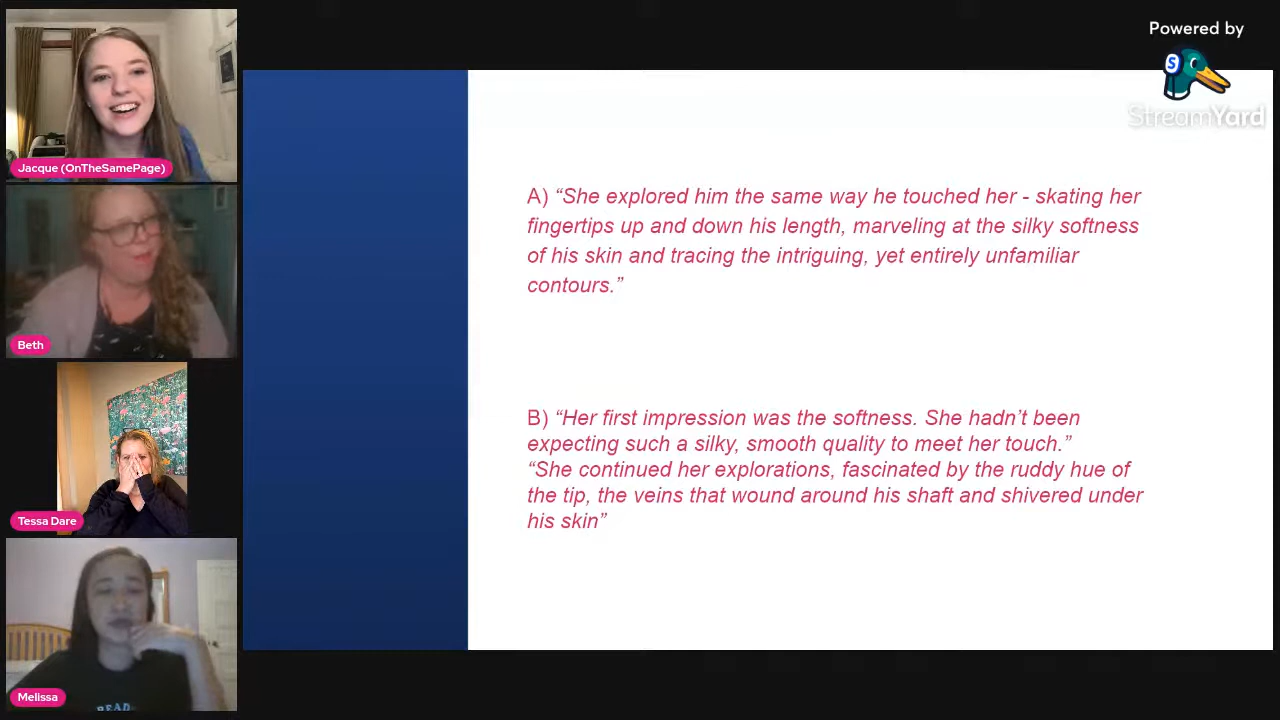 Powered by
StreamYard
Jacque (OnTheSamePage)
Beth
Tessa Dare
Melissa
READ
A) “She explored him the same way he touched her - skating her
fingertips up and down his length, marveling at the silky softness
of his skin and tracing the intriguing, yet entirely unfamiliar
contours.”
B) “Her first impression was the softness. She hadn’t been
expecting such a silky, smooth quality to meet her touch.”
“She continued her explorations, fascinated by the ruddy hue of
the tip, the veins that wound around his shaft and shivered under
his skin”